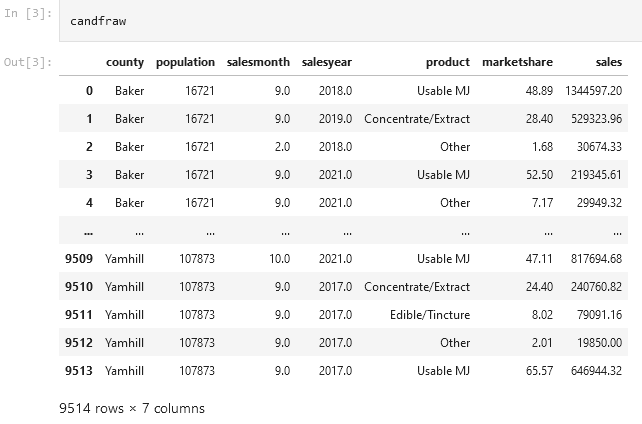 In [3]: candfraw
Out[3]: county population salesmonth salesyear product marketshare sales
0 Baker 16721 9.0 2018.0 Usable MJ 48.89 1344597.20
1 Baker 16721 9.0 2019.0 Concentrate/Extract 28.40 529323.96
2 Baker 16721 2.0 2018.0 Other 1.68 30674.33
3 Baker 16721 9.0 2021.0 Usable MJ 52.50 219345.61
4 Baker 16721 9.0 2021.0 Other 7.17 29949.32
... ... ... ... ... ... ... ...
9509 Yamhill 107873 10.0 2021.0 Usable MJ 47.11 817694.68
9510 Yamhill 107873 9.0 2017.0 Concentrate/Extract 24.40 240760.82
9511 Yamhill 107873 9.0 2017.0 Edible/Tincture 8.02 79091.16
9512 Yamhill 107873 9.0 2017.0 Other 2.01 19850.00
9513 Yamhill 107873 9.0 2017.0 Usable MJ 65.57 646944.32
9514 rows × 7 columns